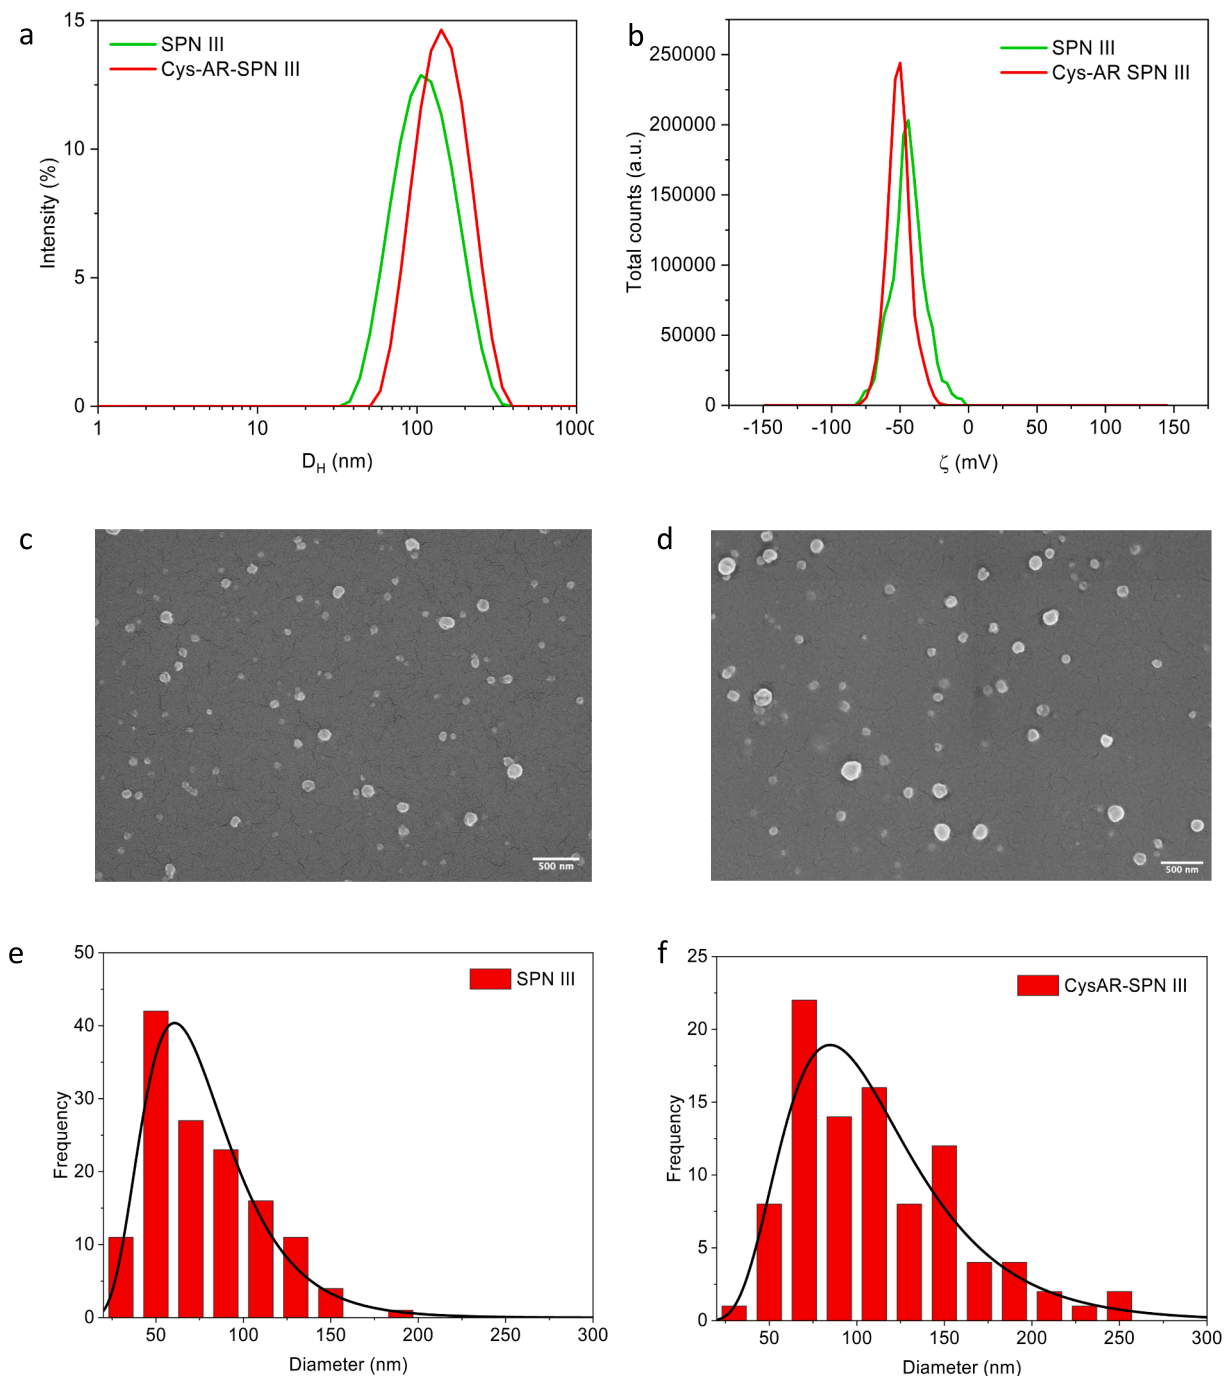 a
15
10
5
0
Intensity (%)
SPN III
Cys-AR-SPN III
1
10
100
1000
D_H (nm)
b
250000
200000
150000
100000
50000
0
Total counts (a.u.)
SPN III
Cys-AR SPN III
-150
-100
-50
0
50
100
150
ζ (mV)
c
500 nm
d
500 nm
e
50
40
30
20
10
0
Frequency
SPN III
50
100
150
200
250
300
Diameter (nm)
f
25
20
15
10
5
0
Frequency
CysAR-SPN III
50
100
150
200
250
300
Diameter (nm)